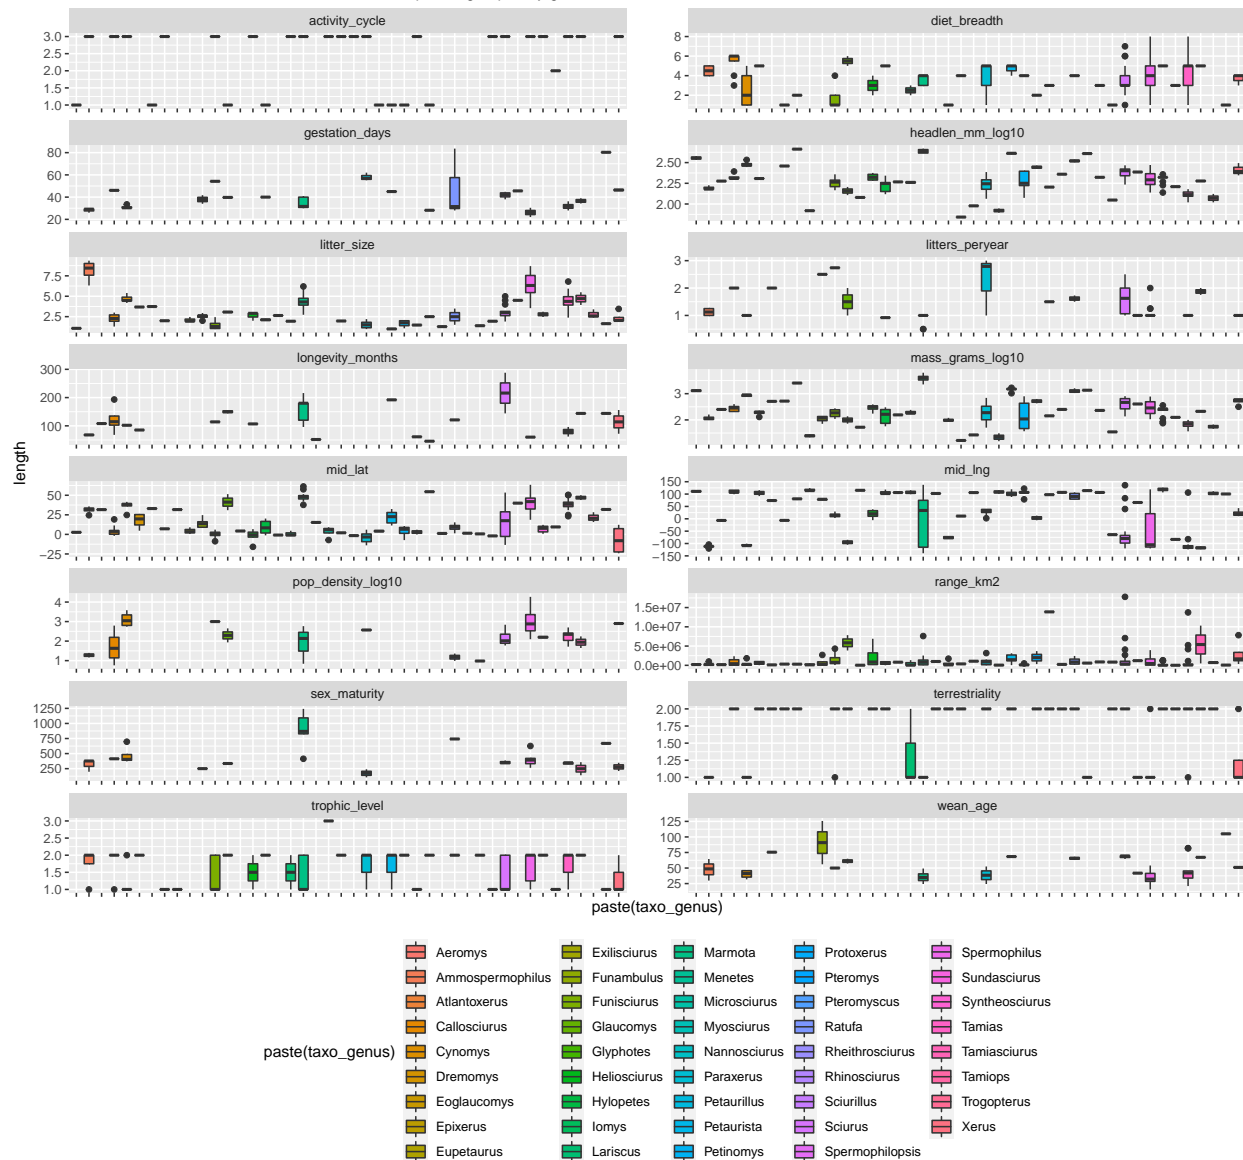 activity_cycle
3.0
2.5
2.0
1.5
1.0
diet_breadth
8
6
4
2
gestation_days
80
60
40
20
headlen_mm_log10
2.50
2.25
2.00
litter_size
7.5
5.0
2.5
litters_peryear
3
2
1
longevity_months
300
200
100
mass_grams_log10
3
2
mid_lat
50
25
0
−25
mid_lng
150
100
50
0
−50
−100
−150
pop_density_log10
4
3
2
1
range_km2
1.5e+07
1.0e+07
5.0e+06
0.0e+00
sex_maturity
1250
1000
750
500
250
terrestriality
2.00
1.75
1.50
1.25
1.00
trophic_level
3.0
2.5
2.0
1.5
1.0
wean_age
125
100
75
50
25
length
paste(taxo_genus)
paste(taxo_genus)
Aeromys
Ammospermophilus
Atlantoxerus
Callosciurus
Cynomys
Dremomys
Eoglaucomys
Epixerus
Eupetaurus
Exilisciurus
Funambulus
Funisciurus
Glaucomys
Glyphotes
Heliosciurus
Hylopetes
Iomys
Lariscus
Marmota
Menetes
Microsciurus
Myosciurus
Nannosciurus
Paraxerus
Petaurillus
Petaurista
Petinomys
Protoxerus
Pteromys
Pteromyscus
Ratufa
Rheithrosciurus
Rhinosciurus
Sciurillus
Sciurus
Spermophilopsis
Spermophilus
Sundasciurus
Syntheosciurus
Tamias
Tamiasciurus
Tamiops
Trogopterus
Xerus